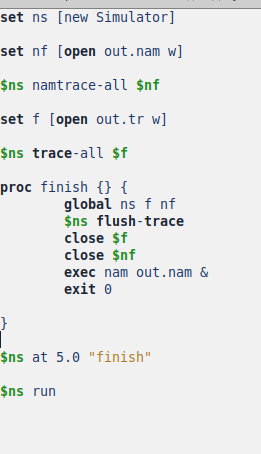 set ns [new Simulator]
set nf [open out.nam w]
$ns namtrace-all $nf
set f [open out.tr w]
$ns trace-all $f
proc finish {} {
        global ns f nf
        $ns flush-trace
        close $f
        close $nf
        exec nam out.nam &
        exit 0
}
$ns at 5.0 "finish"
$ns run